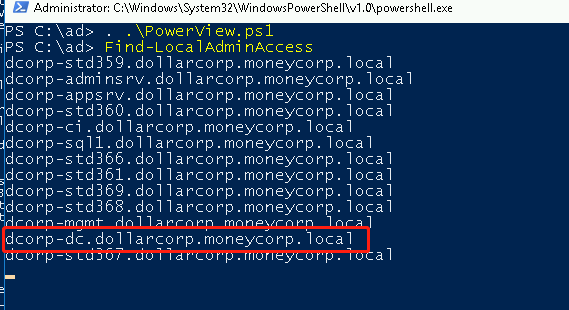 Administrator: C:\Windows\System32\WindowsPowerShell\v1.0\powershell.exe
PS C:\ad> . .\PowerView.ps1
PS C:\ad> Find-LocalAdminAccess
dcorp-std359.dollarcorp.moneycorp.local
dcorp-adminsrv.dollarcorp.moneycorp.local
dcorp-appsrv.dollarcorp.moneycorp.local
dcorp-std360.dollarcorp.moneycorp.local
dcorp-ci.dollarcorp.moneycorp.local
dcorp-sql1.dollarcorp.moneycorp.local
dcorp-std366.dollarcorp.moneycorp.local
dcorp-std361.dollarcorp.moneycorp.local
dcorp-std369.dollarcorp.moneycorp.local
dcorp-std368.dollarcorp.moneycorp.local
dcorp-mgmt.dollarcorp.moneycorp.local
dcorp-dc.dollarcorp.moneycorp.local
dcorp-std367.dollarcorp.moneycorp.local